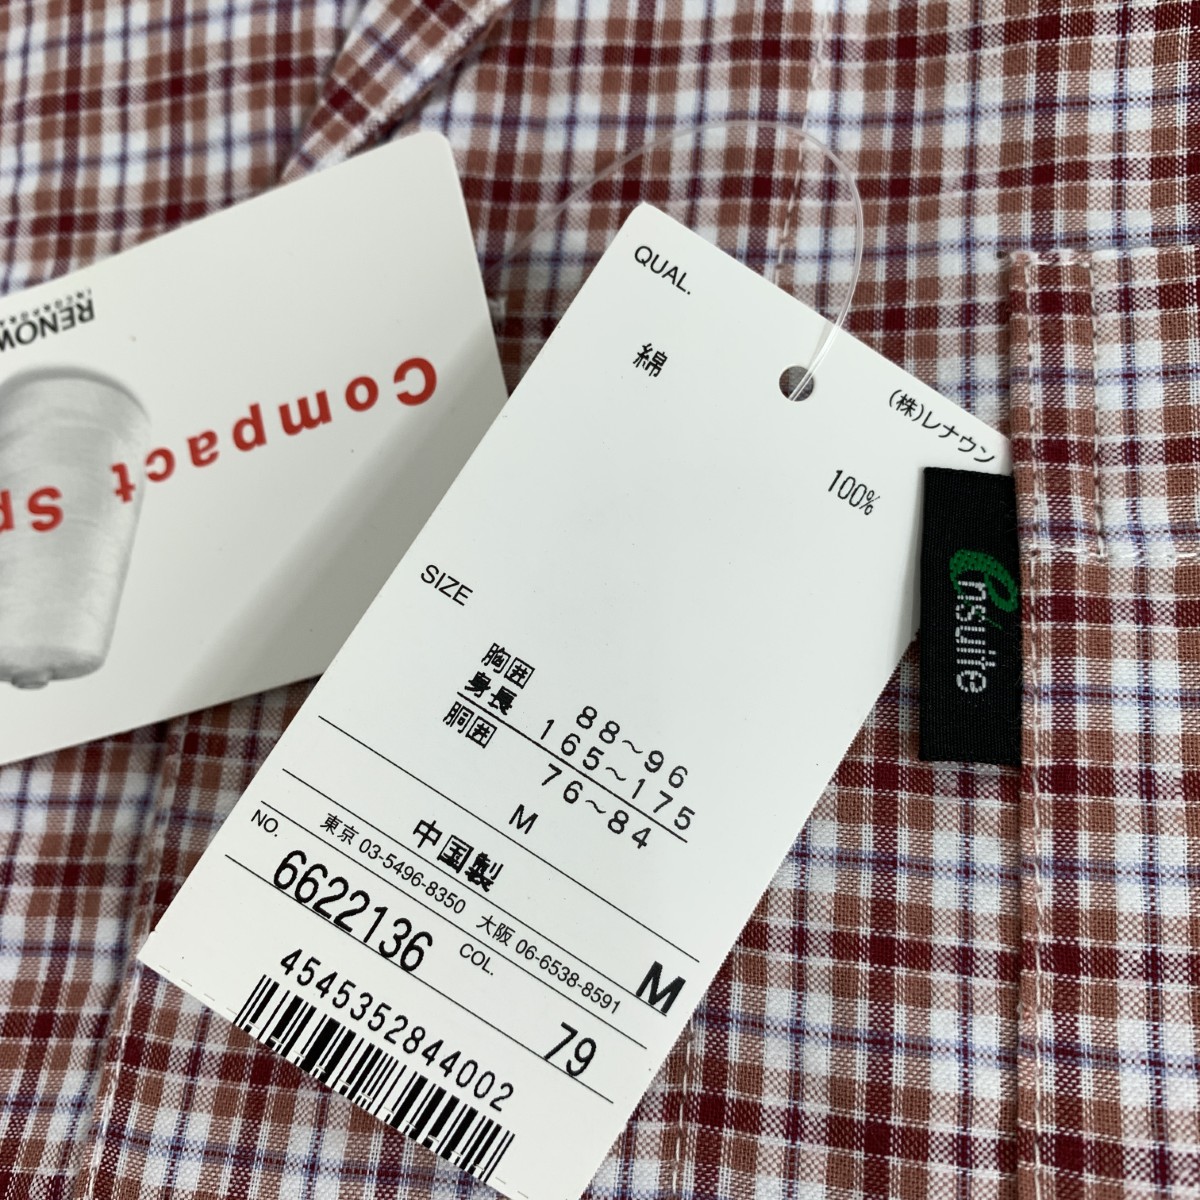 RENOW
INCORPORA
Compact Sp
QUAL.
(株)レナウン
綿
100%
SIZE
胸囲 88~96
身長 165~175
胴囲 76~84
M
中国製
東京 03-5496-8350 大阪 06-6538-8591
M
NO.
6622136
COL.
79
4545352844002
ensuite